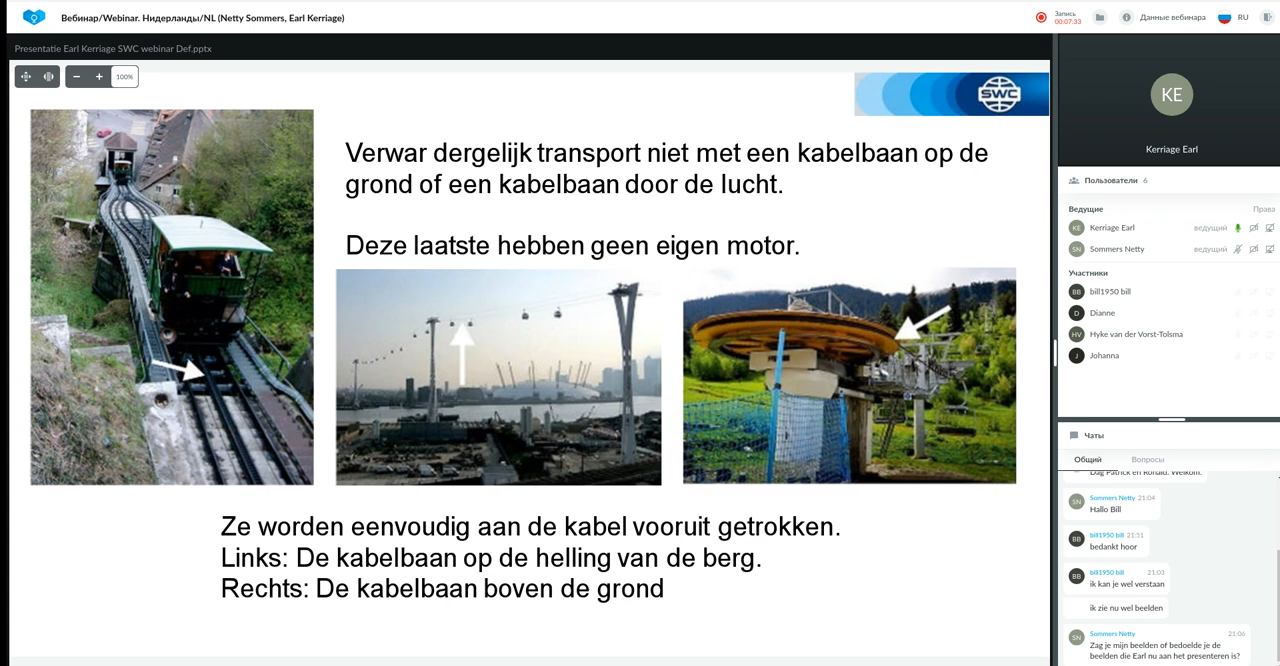 Вебинар/Webinar. Нидерланды/NL (Netty Sommers, Earl Kerriage)
Запись
00:07:33
Данные вебинара
RU
Presentatie Earl Kerriage SWC webinar Def.pptx
100%
SWC
Verwar dergelijk transport niet met een kabelbaan op de
grond of een kabelbaan door de lucht.
Deze laatste hebben geen eigen motor.
Ze worden eenvoudig aan de kabel vooruit getrokken.
Links: De kabelbaan op de helling van de berg.
Rechts: De kabelbaan boven de grond
KE
Kerriage Earl
Пользователи 6
Ведущие Права
KE Kerriage Earl ведущий
SN Sommers Netty ведущий
Участники
BB bill1950 bill
D Dianne
HV Hyke van der Vorst-Tolsma
J Johanna
Чаты
Общий Вопросы
Dag Patrick en Ronald. Welkom.
SN Sommers Netty 21:04
Hallo Bill
BB bill1950 bill 21:51
bedankt hoor
BB bill1950 bill 21:03
ik kan je wel verstaan
ik zie nu wel beelden
SN Sommers Netty 21:06
Zag je mijn beelden of bedoelde je de
beelden die Earl nu aan het presenteren is?